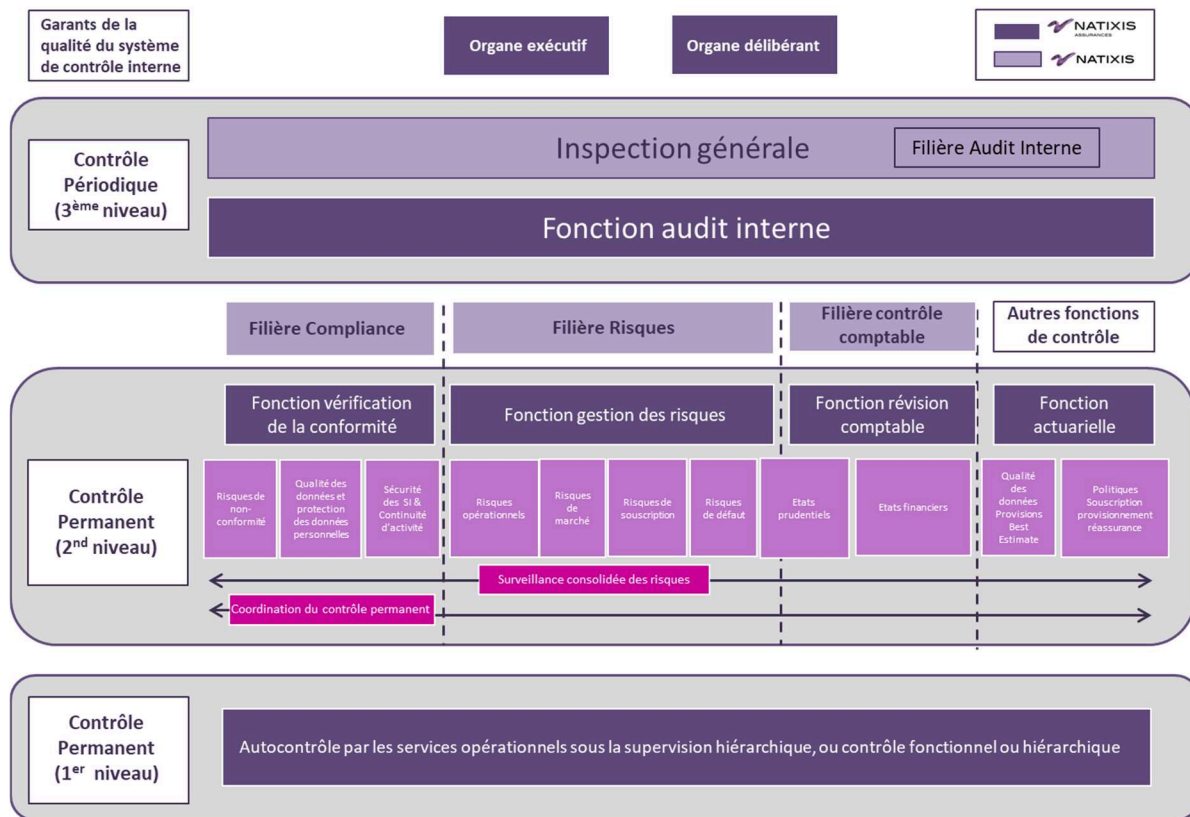 Garants de la
qualité du système
de contrôle interne
Organe exécutif
Organe délibérant
NATIXIS
ASSURANCES
NATIXIS
Contrôle
Périodique
(3ème niveau)
Inspection générale
Filière Audit Interne
Fonction audit interne
Filière Compliance
Filière Risques
Filière contrôle
comptable
Autres fonctions
de contrôle
Contrôle
Permanent
(2nd niveau)
Fonction vérification
de la conformité
Fonction gestion des risques
Fonction révision
comptable
Fonction
actuarielle
Risques de
non-
conformité
Qualité des
données et
protection
des données
personnelles
Sécurité
des SI &
Continuité
d'activité
Risques
opérationnels
Risques
de
marché
Risques de
souscription
Risques
de défaut
Etats
prudentiels
Etats financiers
Qualité
des
données
Provisions
Best
Estimate
Politiques
Souscription
provisionnement
réassurance
Surveillance consolidée des risques
Coordination du contrôle permanent
Contrôle
Permanent
(1er niveau)
Autocontrôle par les services opérationnels sous la supervision hiérarchique, ou contrôle fonctionnel ou hiérarchique